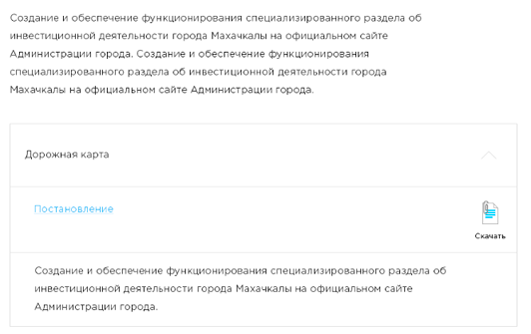 Создание и обеспечение функционирования специализированного раздела об
инвестиционной деятельности города Махачкалы на официальном сайте
Администрации города. Создание и обеспечение функционирования
специализированного раздела об инвестиционной деятельности города
Махачкалы на официальном сайте Администрации города.
Дорожная карта
Постановление
Скачать
Создание и обеспечение функционирования специализированного раздела об
инвестиционной деятельности города Махачкалы на официальном сайте
Администрации города.